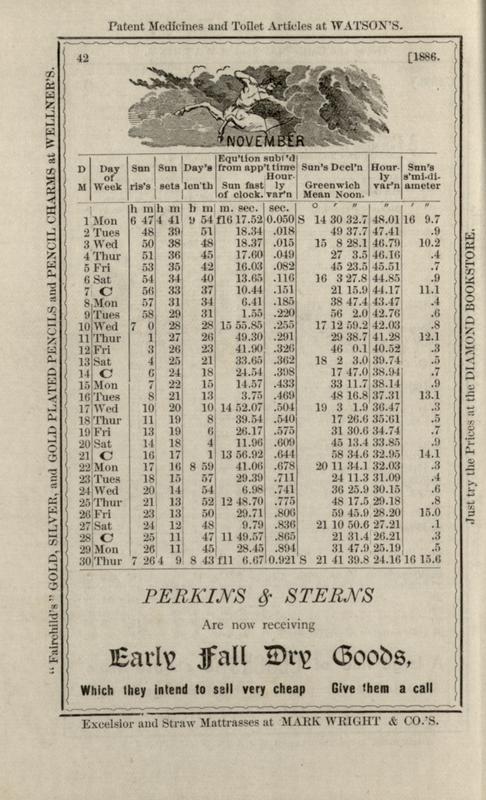 Patent Medicines and Toilet Articles at WATSON'S.
42 [1886.
NOVEMBER
D M | Day of Week | Sun ris's | Sun sets | Day's len'th | Equ'tion subt'd from app't time Sun fast of clock. | Hourly var'n | Sun's Decl'n Greenwich Mean Noon. | Hourly var'n | Sun's s'mi-diameter
h m h m h m m. sec. sec. ° ' " " ' "
1 Mon 6 47 4 41 9 54 f16 17.52 0.050 S 14 30 32.7 48.01 16 9.7
2 Tues 48 39 51 18.34 .018 49 37.7 47.41 .9
3 Wed 50 38 48 18.37 .015 15 8 28.1 46.79 10.2
4 Thur 51 36 45 17.60 .049 27 3.5 46.16 .4
5 Fri 53 35 42 16.03 .082 45 23.5 45.51 .7
6 Sat 54 34 40 13.65 .116 16 3 27.8 44.85 .9
7 C 56 33 37 10.44 .151 21 15.9 44.17 11.1
8 Mon 57 31 34 6.41 .185 38 47.4 43.47 .4
9 Tues 58 29 31 1.55 .220 56 2.0 42.76 .6
10 Wed 7 0 28 28 15 55.85 .255 17 12 59.2 42.03 .8
11 Thur 1 27 26 49.30 .291 29 38.7 41.28 12.1
12 Fri 3 26 23 41.90 .326 46 0.1 40.52 .3
13 Sat 4 25 21 33.65 .362 18 2 3.0 39.74 .5
14 C 6 24 18 24.54 .398 17 47.0 38.94 .7
15 Mon 7 22 15 14.57 .433 33 11.7 38.14 .9
16 Tues 8 21 13 3.75 .469 48 16.8 37.31 13.1
17 Wed 10 20 10 14 52.07 .504 19 3 1.9 36.47 .3
18 Thur 11 19 8 39.54 .540 17 26.6 35.61 .5
19 Fri 13 19 6 26.17 .575 31 30.6 34.74 .7
20 Sat 14 18 4 11.96 .609 45 13.4 33.85 .9
21 C 16 17 1 13 56.92 .644 58 34.6 32.95 14.1
22 Mon 17 16 8 59 41.06 .678 20 11 34.1 32.03 .3
23 Tues 18 15 57 29.39 .711 24 11.3 31.09 .4
24 Wed 20 14 54 6.98 .741 36 25.9 30.15 .6
25 Thur 21 13 52 12 48.70 .775 48 17.5 29.18 .8
26 Fri 23 13 50 29.71 .806 59 45.9 28.20 15.0
27 Sat 24 12 48 9.79 .836 21 10 50.6 27.21 .1
28 C 25 11 47 11 49.57 .865 21 31.4 26.21 .3
29 Mon 26 11 45 28.45 .894 31 47.9 25.19 .5
30 Thur 7 26 4 9 8 43 f11 6.67 0.921 S 21 41 39.8 24.16 16 15.6
PERKINS & STERNS
Are now receiving
Early Fall Dry Goods,
Which they intend to sell very cheap Give them a call
Excelsior and Straw Mattrasses at MARK WRIGHT & CO.'S.
"Fairchild's" GOLD, SILVER, and GOLD PLATED PENCILS and PENCIL CHARMS at WELLNER'S.
Just try the Prices at the DIAMOND BOOKSTORE.